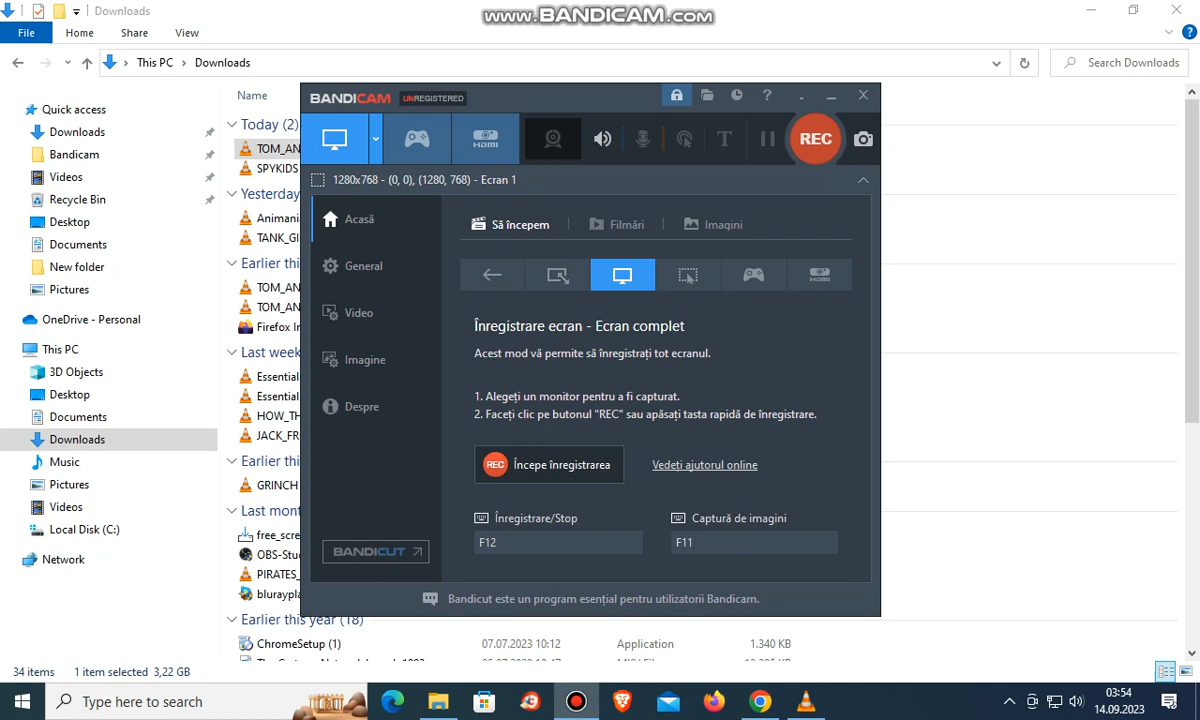 Downloads
www.BANDICAM.com
File Home Share View
This PC Downloads
Search Downloads
Quick access
Downloads
Bandicam
Videos
Recycle Bin
Desktop
Documents
New folder
Pictures
OneDrive - Personal
This PC
3D Objects
Desktop
Documents
Downloads
Music
Pictures
Videos
Local Disk (C:)
Network
Name
Today (2)
TOM_AN
SPYKIDS
Yesterday
Animania
TANK_GI
Earlier thi
TOM_AN
TOM_AN
Firefox In
Last week
Essential
Essential
HOW_TH
JACK_FR
Earlier thi
GRINCH
Last mont
free_scre
OBS-Stud
PIRATES_
blurayplay
Earlier this year (18)
ChromeSetup (1) 07.07.2023 10:12 Application 1.340 KB
BANDICAM UNREGISTERED
HDMI
REC
1280x768 - (0, 0), (1280, 768) - Ecran 1
Acasă
General
Video
Imagine
Despre
BANDICUT
Să începem Filmări Imagini
HDMI
Înregistrare ecran - Ecran complet
Acest mod vă permite să înregistrați tot ecranul.
1. Alegeți un monitor pentru a fi capturat.
2. Faceți clic pe butonul "REC" sau apăsați tasta rapidă de înregistrare.
REC Începe înregistrarea
Vedeți ajutorul online
Înregistrare/Stop
F12
Captură de imagini
F11
Bandicut este un program esențial pentru utilizatorii Bandicam.
34 items 1 item selected 3,22 GB
Type here to search
03:54
14.09.2023